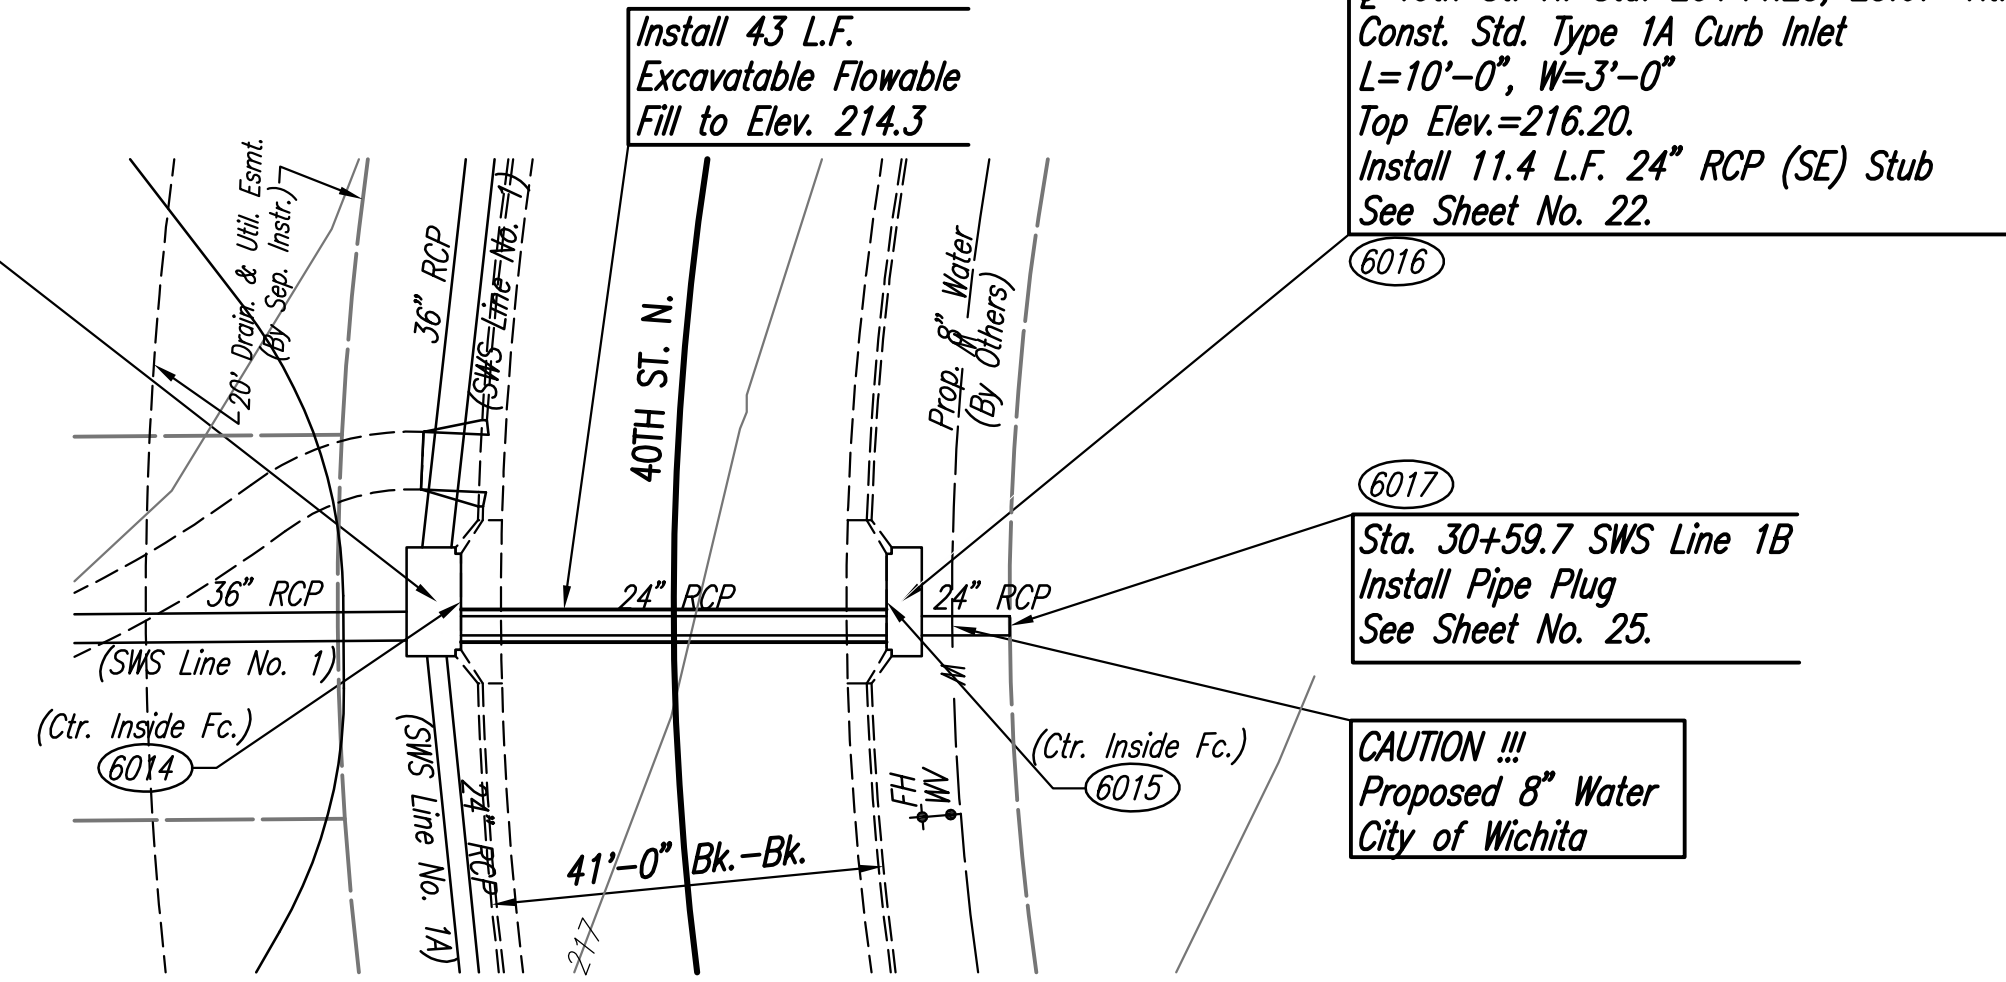 Install 43 L.F.
Excavatable Flowable
Fill to Elev. 214.3
Const. Std. Type 1A Curb Inlet
L=10'-0", W=3'-0"
Top Elev.=216.20.
Install 11.4 L.F. 24" RCP (SE) Stub
See Sheet No. 22.
6016
20' Drain. & Util. Esmt.
(By Sep. Instr.)
36" RCP
(SWS Line No. 1)
40TH ST. N.
Prop. 8" Water
(By Others)
W
6017
Sta. 30+59.7 SWS Line 1B
Install Pipe Plug
See Sheet No. 25.
36" RCP
24" RCP
24" RCP
(SWS Line No. 1)
W
(Ctr. Inside Fc.)
6014
(Ctr. Inside Fc.)
6015
CAUTION !!!
Proposed 8" Water
City of Wichita
(SWS Line No. 1A)
24" RCP
FH
WV
41'-0" Bk.-Bk.
217